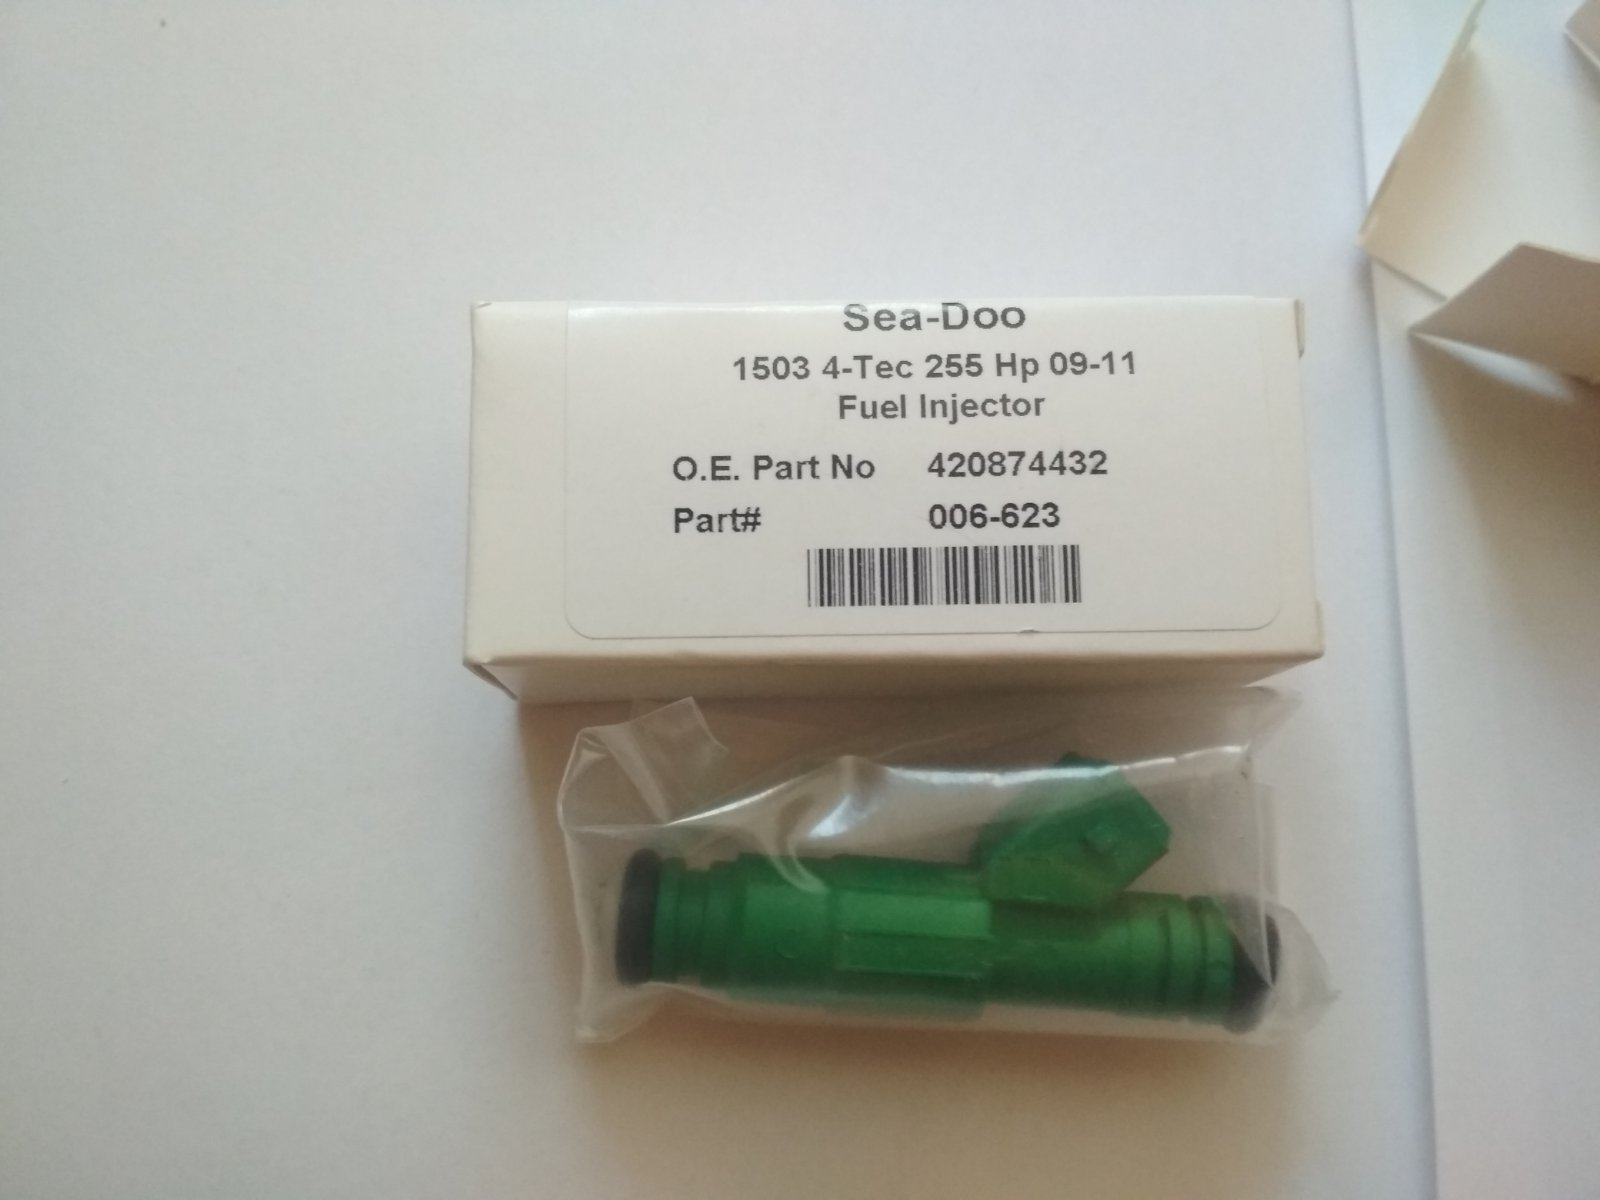 Sea-Doo
1503 4-Tec 255 Hp 09-11
Fuel Injector
O.E. Part No 420874432
Part# 006-623